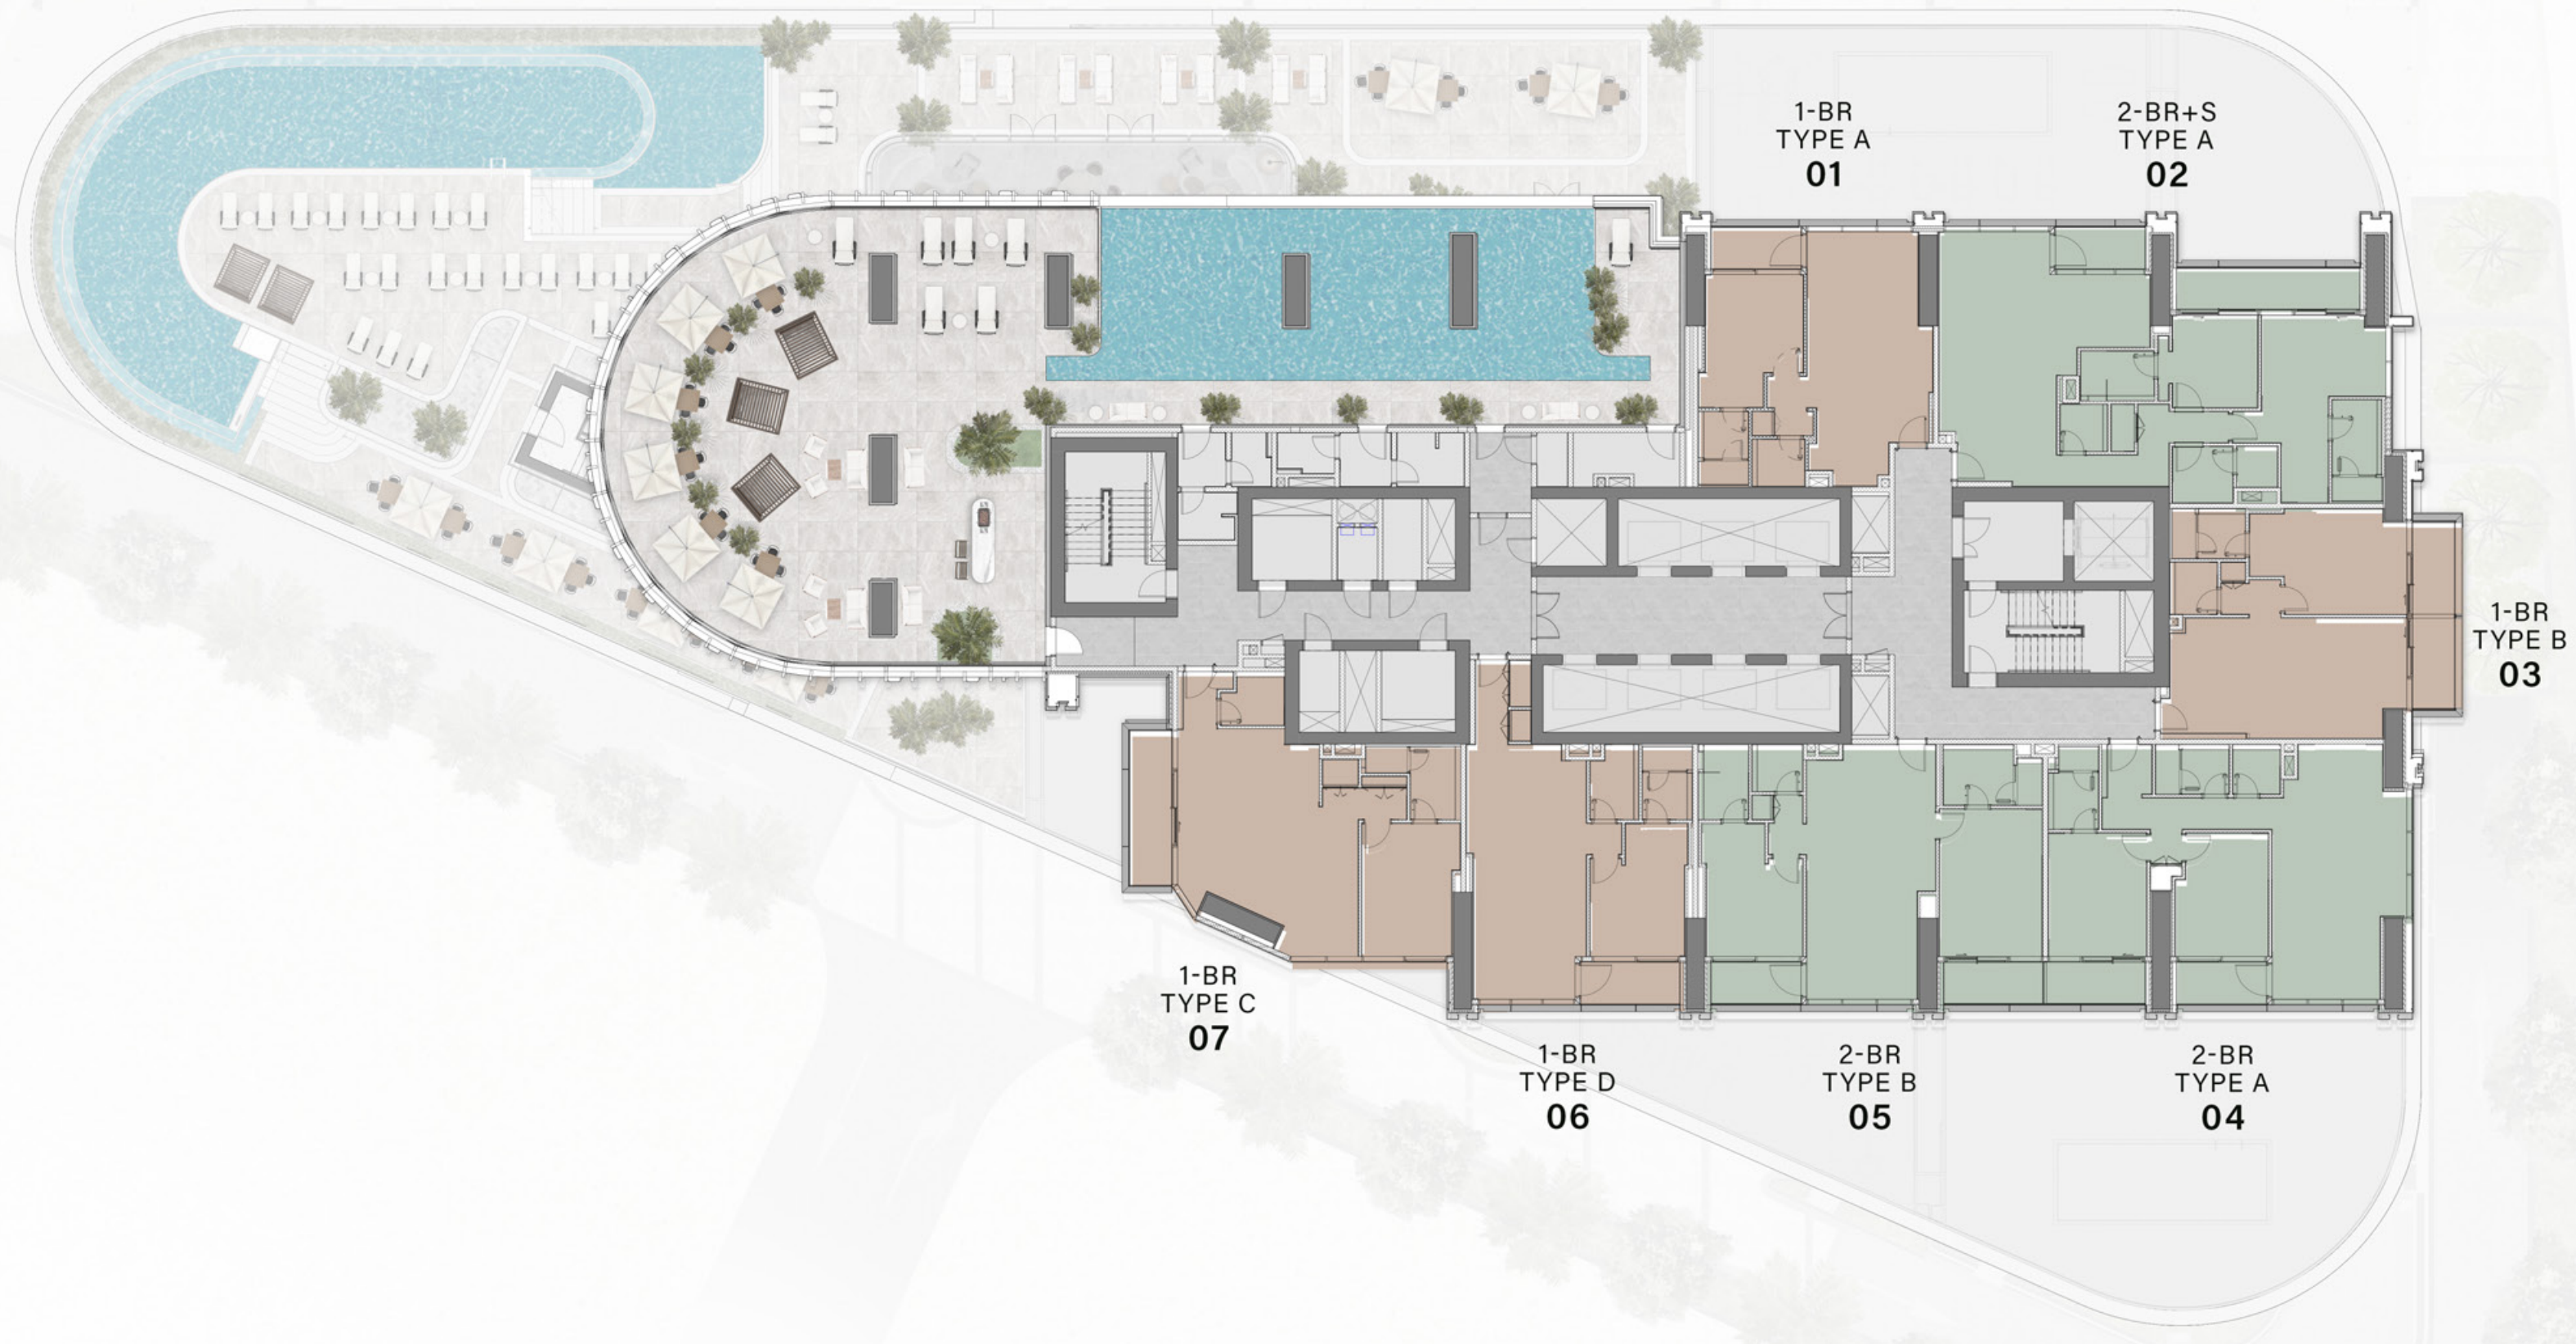 1-BR
TYPE A
01
2-BR+S
TYPE A
02
1-BR
TYPE B
03
1-BR
TYPE C
07
1-BR
TYPE D
06
2-BR
TYPE B
05
2-BR
TYPE A
04